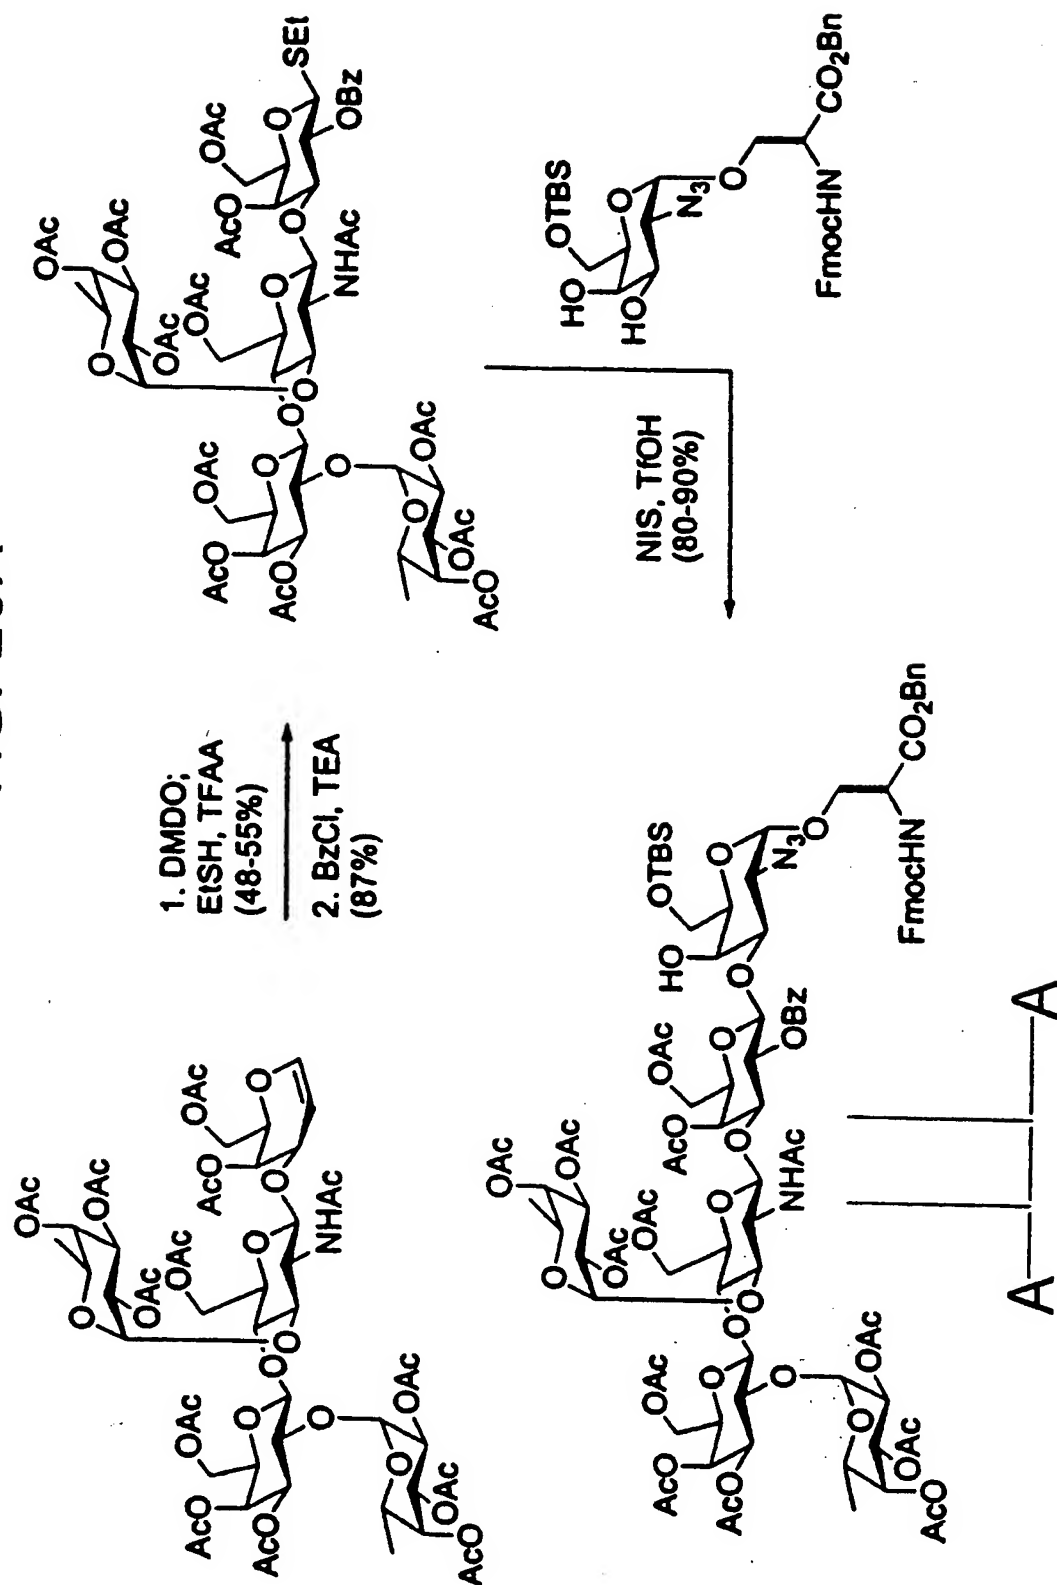 OAc
O
OAc
OAc
OAc
OAc
O
AcO
O
O
AcO
OAc
O
NHAc
O
O
O
AcO
O
OAc
O
OAc
AcO
1. DMDO;
EtSH, TFAA
(48-55%)
2. BzCl, TEA
(87%)
OAc
O
OAc
OAc
OAc
OAc
O
SEt
AcO
O
OBz
O
AcO
OAc
O
NHAc
O
O
O
AcO
O
OAc
O
OAc
AcO
NIS, TfOH
(80-90%)
OTBS
HO
O
HO
N3
O
FmocHN
CO2Bn
OAc
O
OAc
OAc
OAc
OAc
O
HO
OTBS
O
AcO
O
O
N3
O
OBz
O
AcO
OAc
O
NHAc
O
O
O
AcO
O
OAc
O
OAc
AcO
FmocHN
CO2Bn
A
A